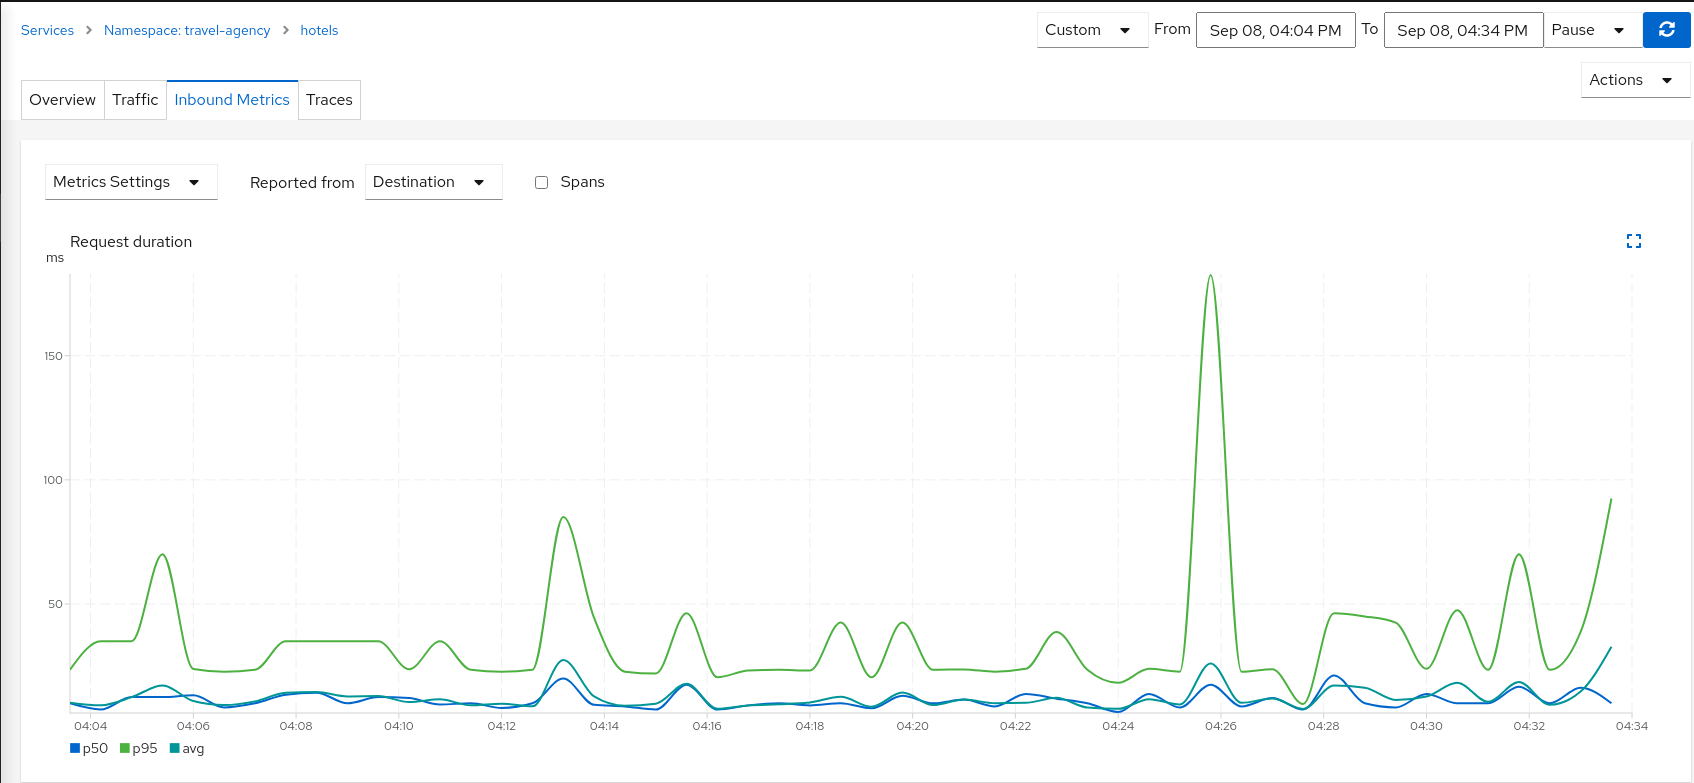 Services > Namespace: travel-agency > hotels
Custom From Sep 08, 04:04 PM To Sep 08, 04:34 PM Pause
Actions
Overview Traffic Inbound Metrics Traces
Metrics Settings Reported from Destination Spans
Request duration
ms
150
100
50
04:04 04:06 04:08 04:10 04:12 04:14 04:16 04:18 04:20 04:22 04:24 04:26 04:28 04:30 04:32 04:34
p50 p95 avg